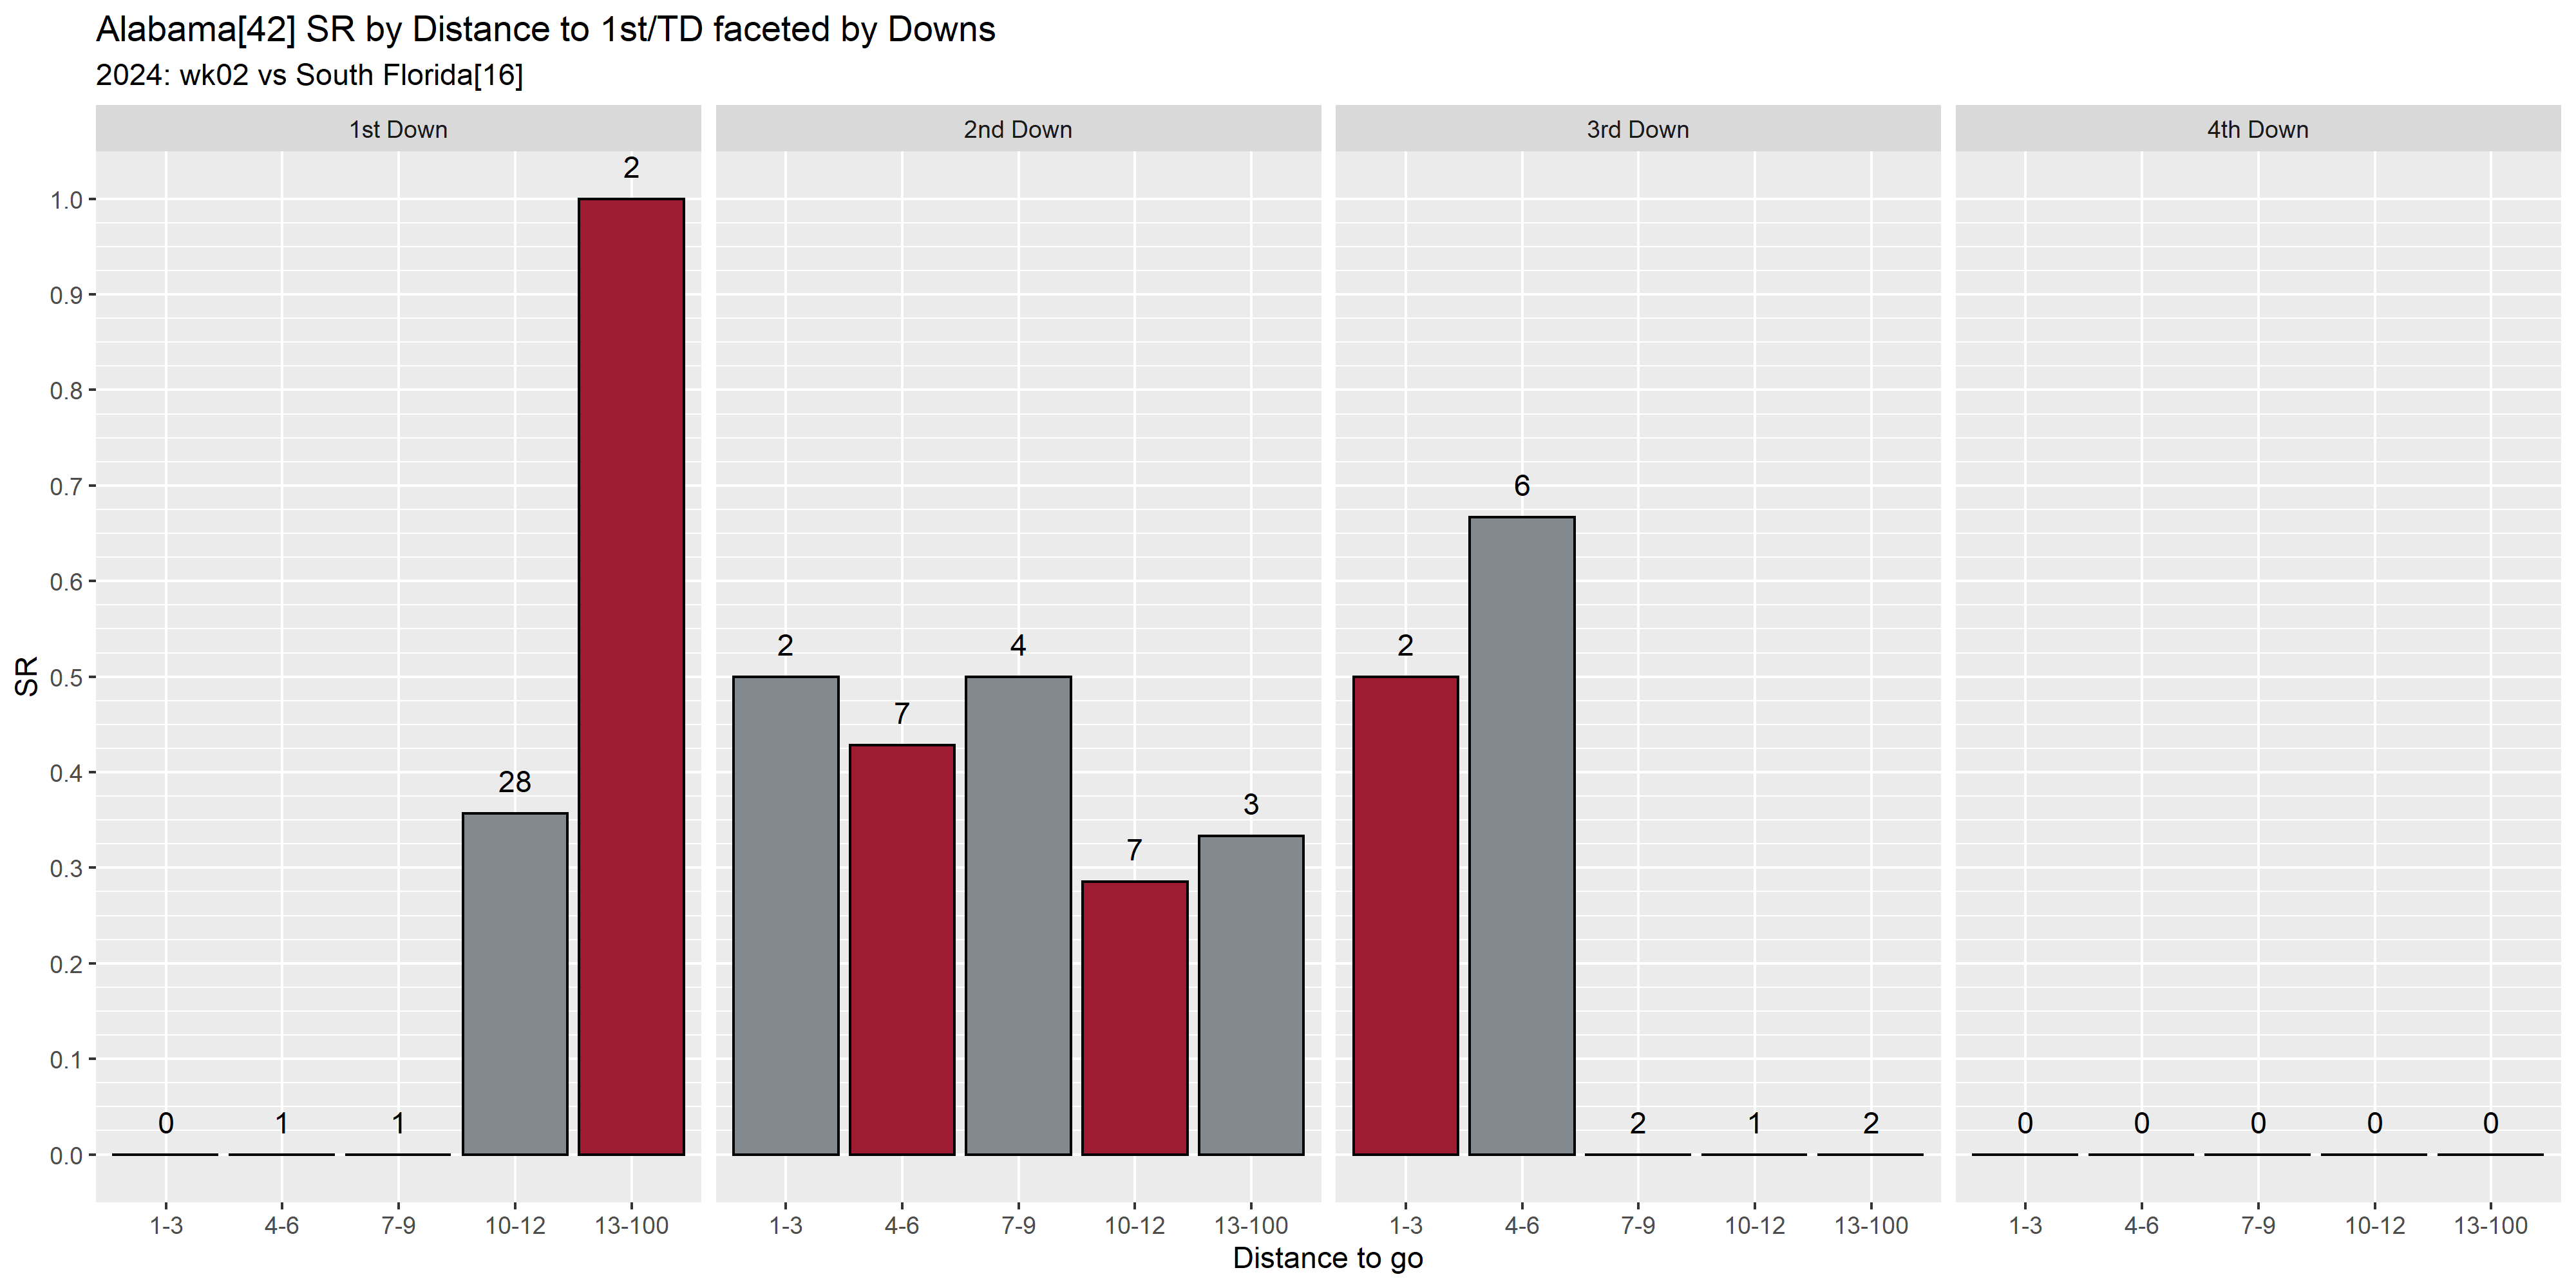 Alabama[42] SR by Distance to 1st/TD faceted by Downs
2024: wk02 vs South Florida[16]
1st Down
2nd Down
3rd Down
4th Down
SR
1.0
0.9
0.8
0.7
0.6
0.5
0.4
0.3
0.2
0.1
0.0
0 1 1 28 2
2 7 4 7 3
2 6 2 1 2
0 0 0 0 0
1-3 4-6 7-9 10-12 13-100
1-3 4-6 7-9 10-12 13-100
1-3 4-6 7-9 10-12 13-100
1-3 4-6 7-9 10-12 13-100
Distance to go